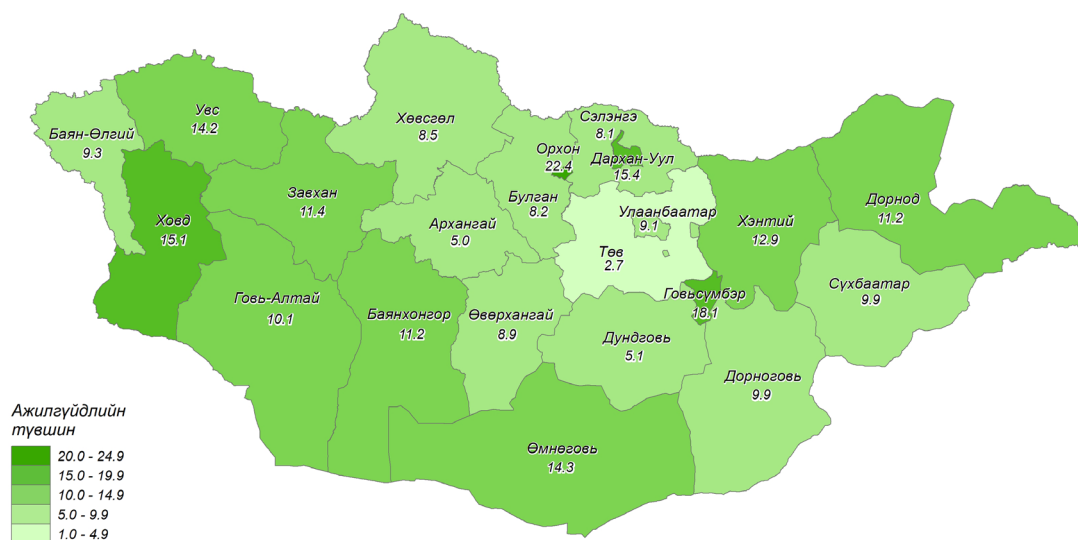 Увс
14.2
Баян-Өлгий
9.3
Хөвсгөл
8.5
Сэлэнгэ
8.1
Орхон
22.4
Дархан-Уул
15.4
Завхан
11.4
Булган
8.2
Дорнод
11.2
Ховд
15.1
Архангай
5.0
Улаанбаатар
9.1
Хэнтий
12.9
Төв
2.7
Сүхбаатар
9.9
Говь-Алтай
10.1
Баянхонгор
11.2
Өвөрхангай
8.9
Говьсүмбэр
18.1
Дундговь
5.1
Дорноговь
9.9
Өмнөговь
14.3
Ажилгүйдлийн
түвшин
20.0 - 24.9
15.0 - 19.9
10.0 - 14.9
5.0 - 9.9
1.0 - 4.9